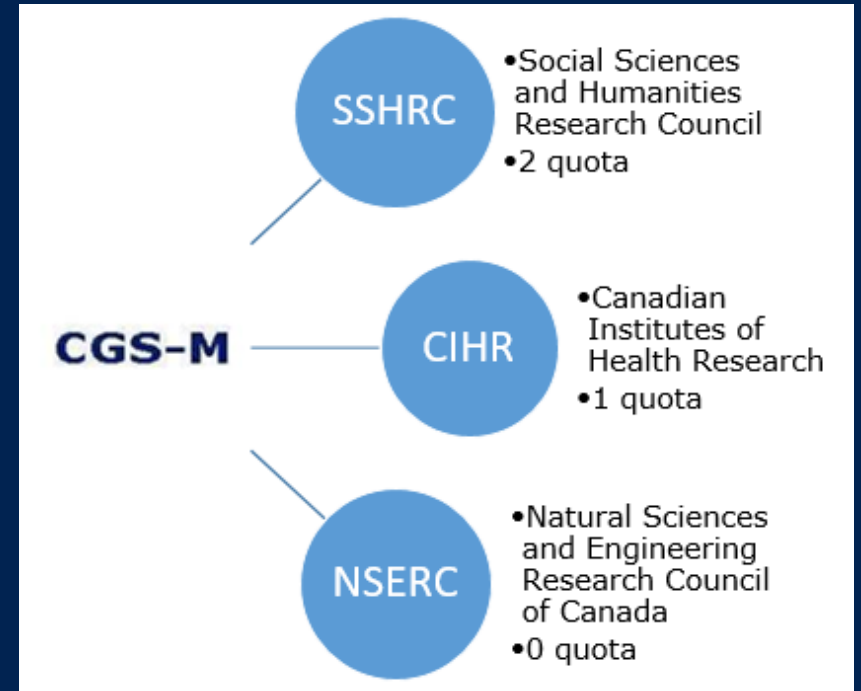 SSHRC
•Social Sciences
and Humanities
Research Council
•2 quota
CGS-M
CIHR
•Canadian
Institutes of
Health Research
•1 quota
NSERC
•Natural Sciences
and Engineering
Research Council
of Canada
•0 quota